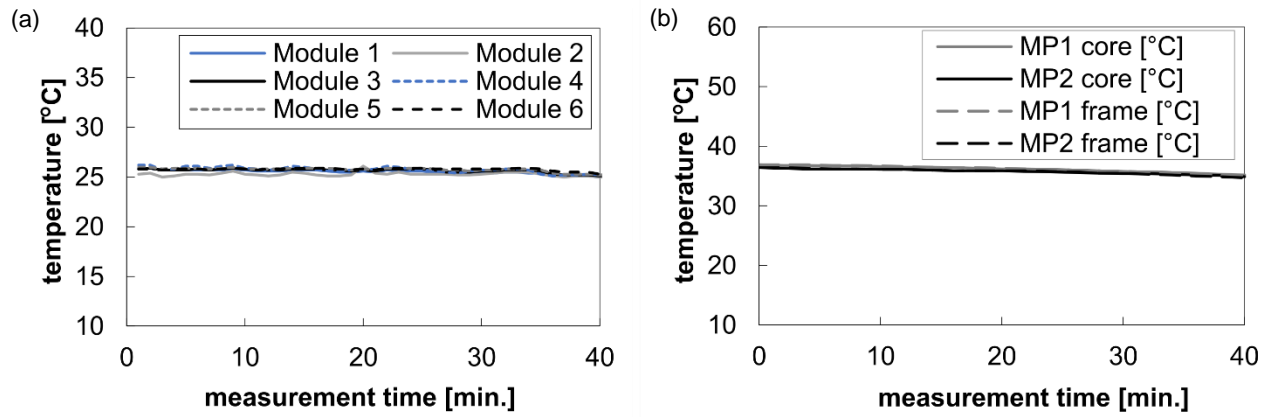 (a)
temperature [°C]
40
35
30
25
20
15
10
Module 1
Module 2
Module 3
Module 4
Module 5
Module 6
0
10
20
30
40
measurement time [min.]
(b)
temperature [°C]
60
50
40
30
20
10
MP1 core [°C]
MP2 core [°C]
MP1 frame [°C]
MP2 frame [°C]
0
10
20
30
40
measurement time [min.]